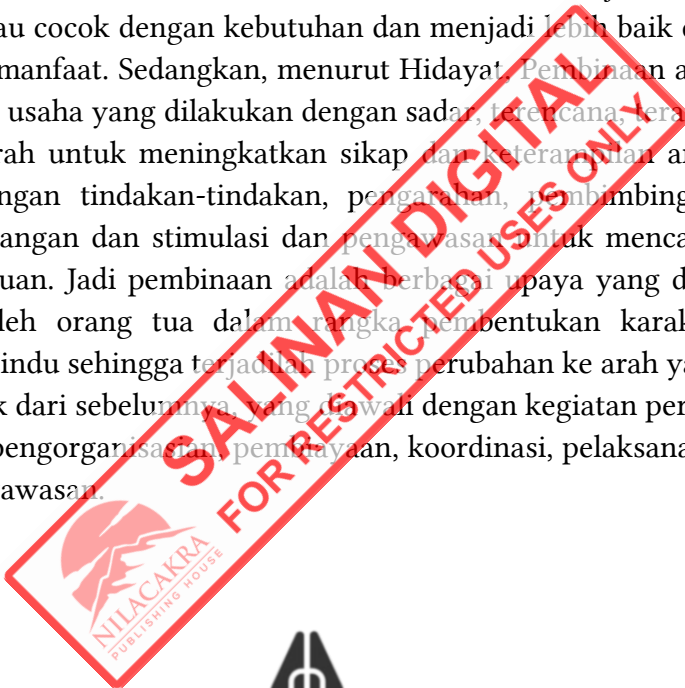 au cocok dengan kebutuhan dan menjadi lebih baik
manfaat. Sedangkan, menurut Hidayat, Pembinaan
usaha yang dilakukan dengan sadar, terencana,
rah untuk meningkatkan sikap dan keterampilan
ngan tindakan-tindakan, pengarahan, pembimbing
angan dan stimulasi dan pengawasan untuk menca
uan. Jadi pembinaan adalah berbagai upaya yang d
leh orang tua dalam rangka pembentukan karak
indu sehingga terjadilah proses perubahan ke arah ya
k dari sebelumnya, yang diawali dengan kegiatan per
pengorganisasian, pembiayaan, koordinasi, pelaksana
awasan.
SALINAN DIGITAL
FOR RESTRICTED USES ONLY
NILACAKRA
PUBLISHING HOUSE